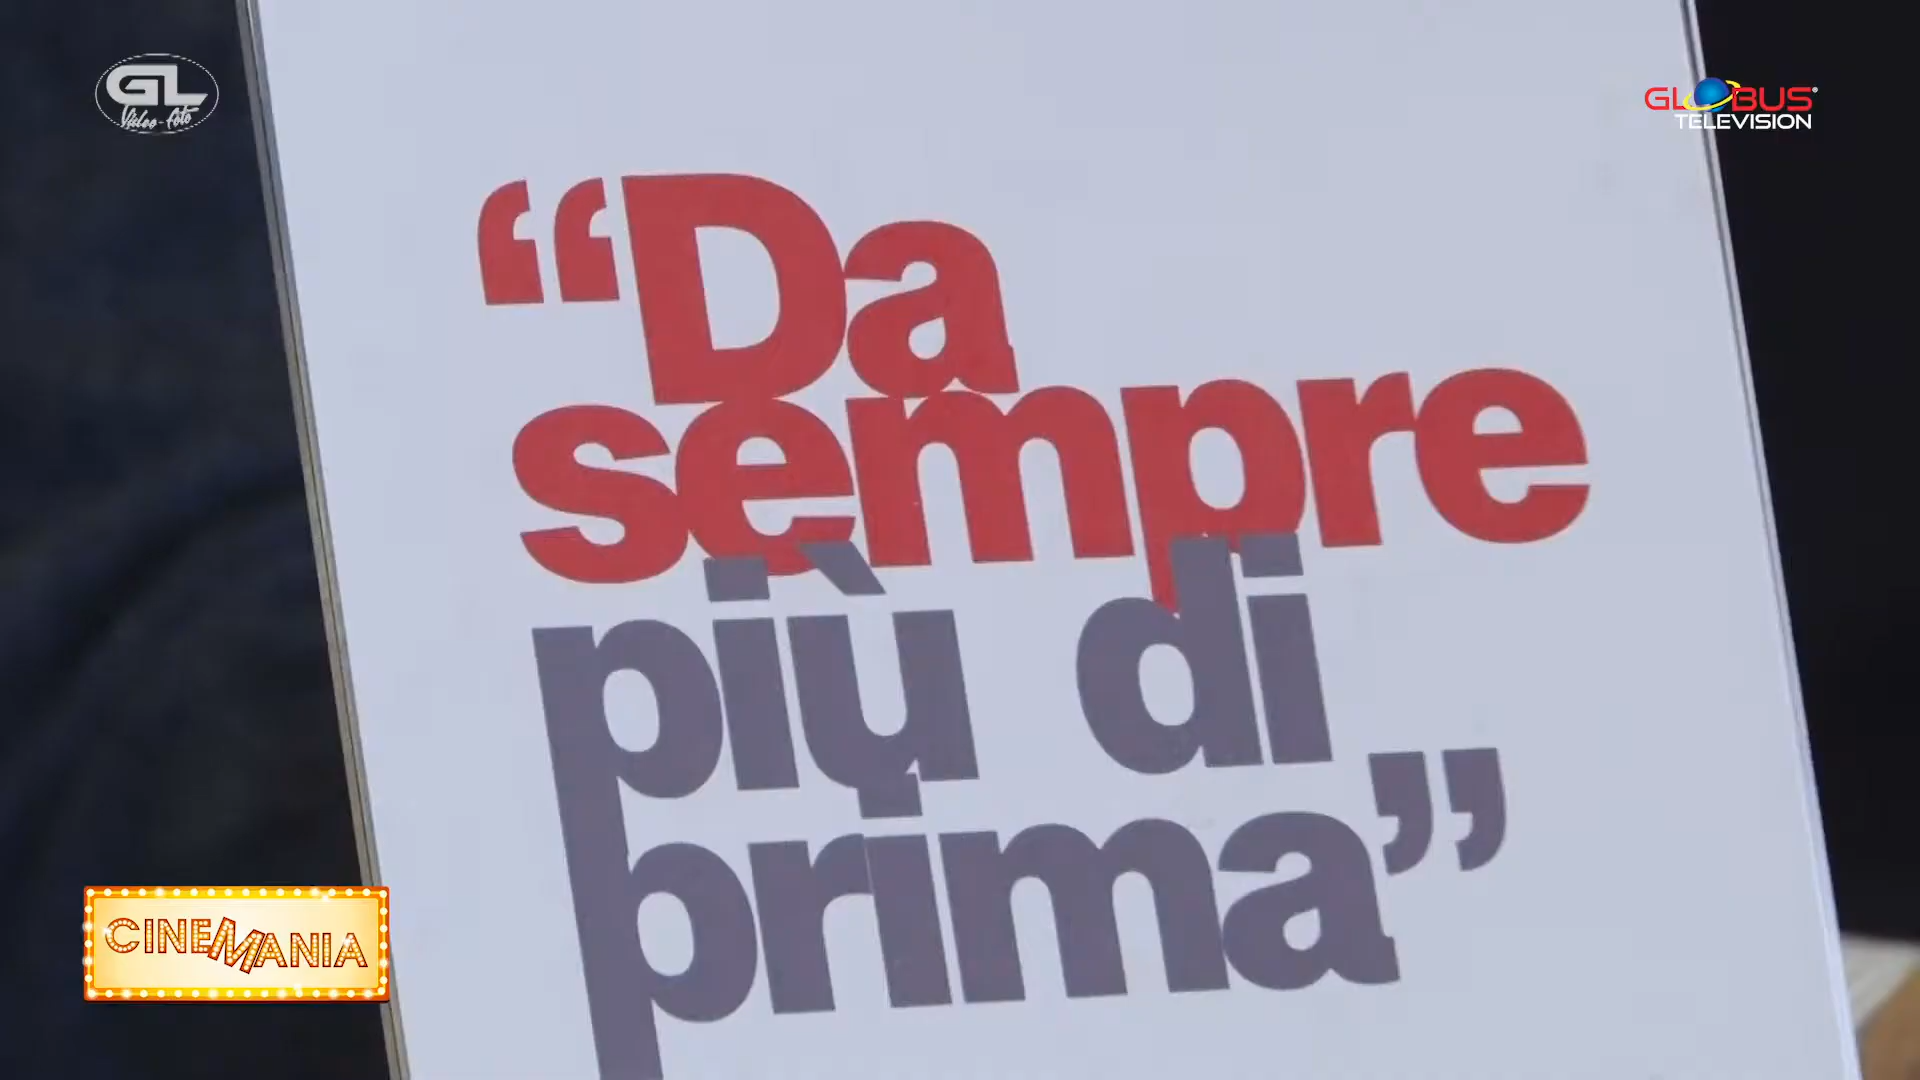 GL
Video-foto
GLOBUS®
TELEVISION
“Da
sempre
più di
prima”
CINEMANIA